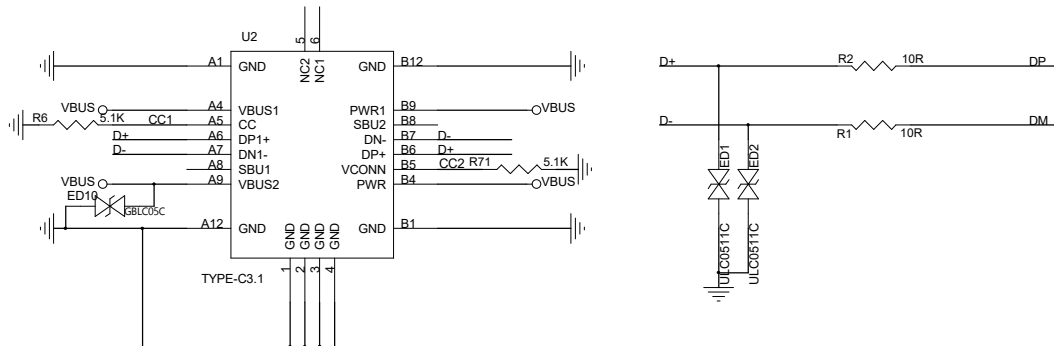 U2
5
6
NC2
NC1
A1
GND
GND
B12
VBUS
A4
VBUS1
PWR1
B9
VBUS
R6
5.1K
CC1
A5
CC
SBU2
B8
D+
A6
DP1+
DN-
B7
D-
D-
A7
DN1-
DP+
B6
D+
A8
SBU1
VCONN
B5
CC2
R71
5.1K
VBUS
A9
VBUS2
PWR
B4
VBUS
ED10
GBLC05C
A12
GND
GND
B1
GND
GND
GND
GND
TYPE-C3.1
1
2
3
4
D+
R2
10R
DP
D-
R1
10R
DM
ED1
ED2
ULC0511C
ULC0511C